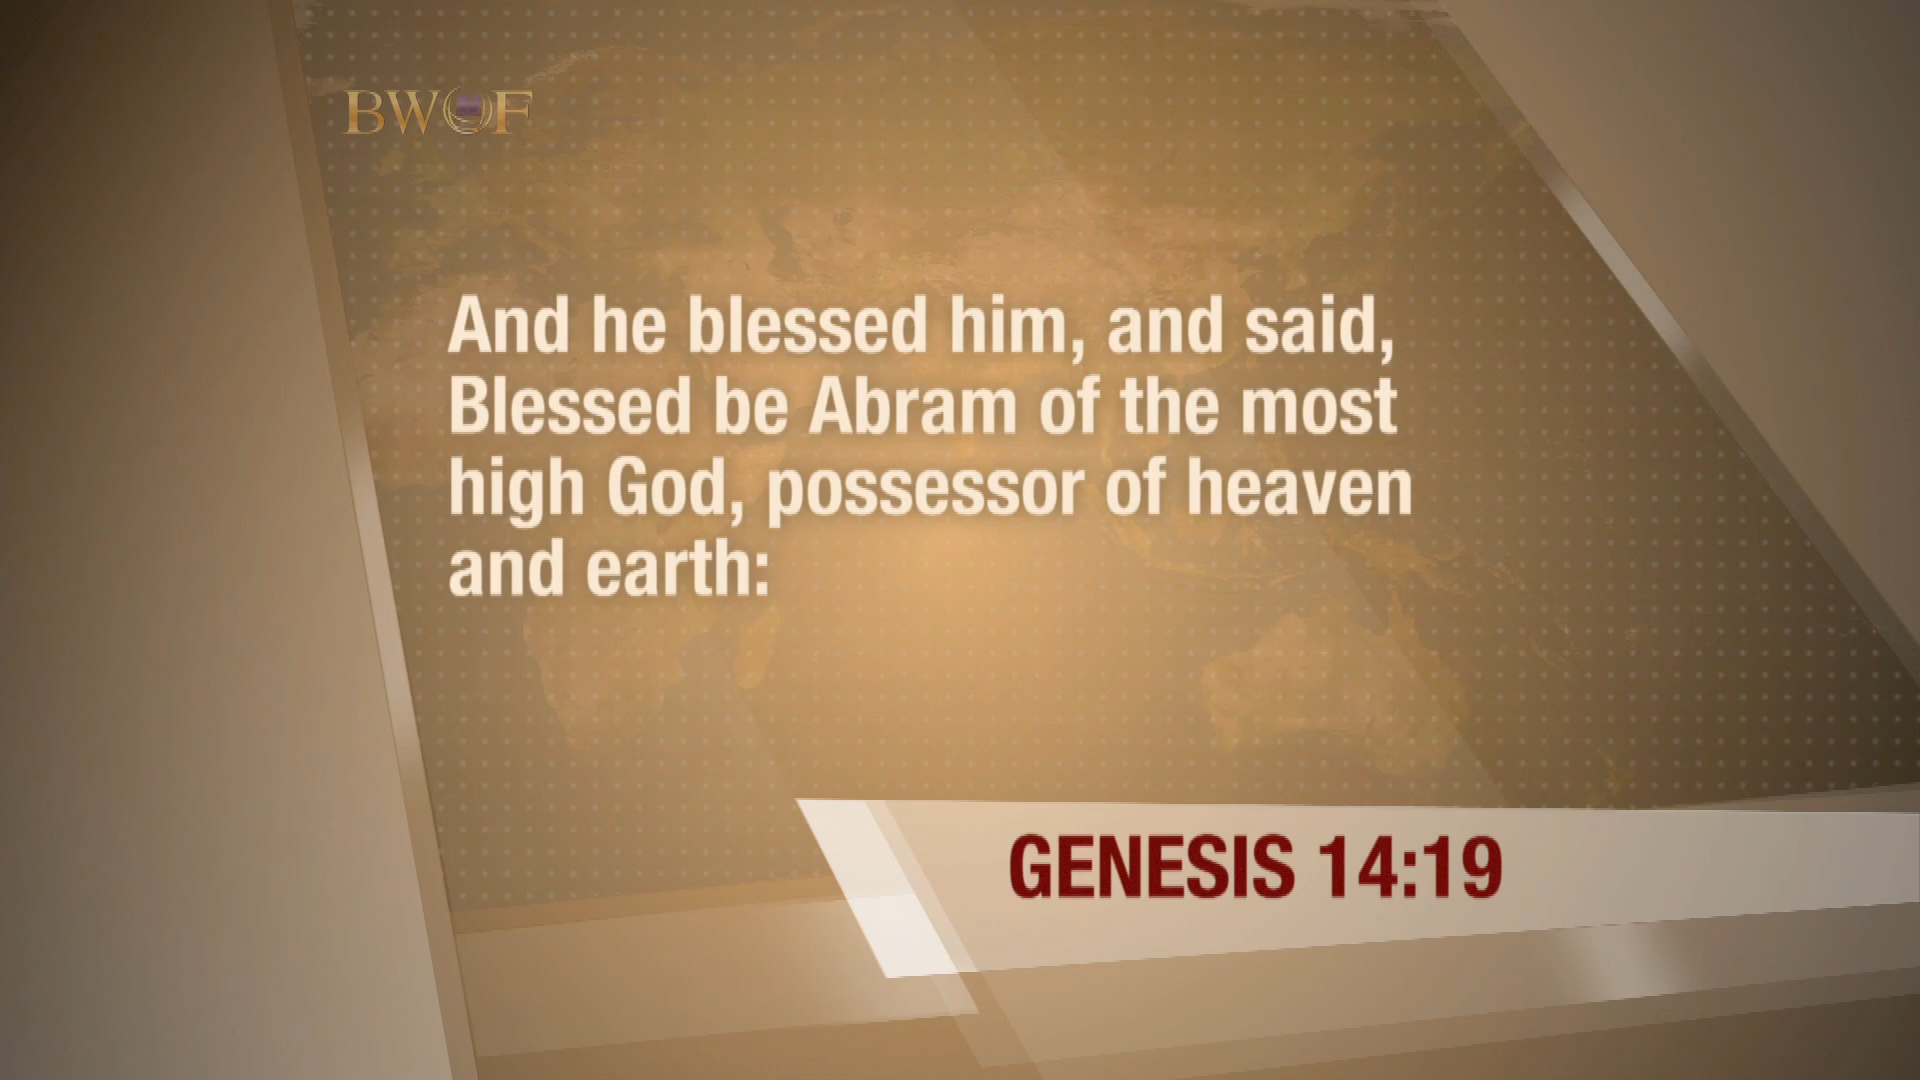 BWOF
And he blessed him, and said,
Blessed be Abram of the most
high God, possessor of heaven
and earth:
GENESIS 14:19